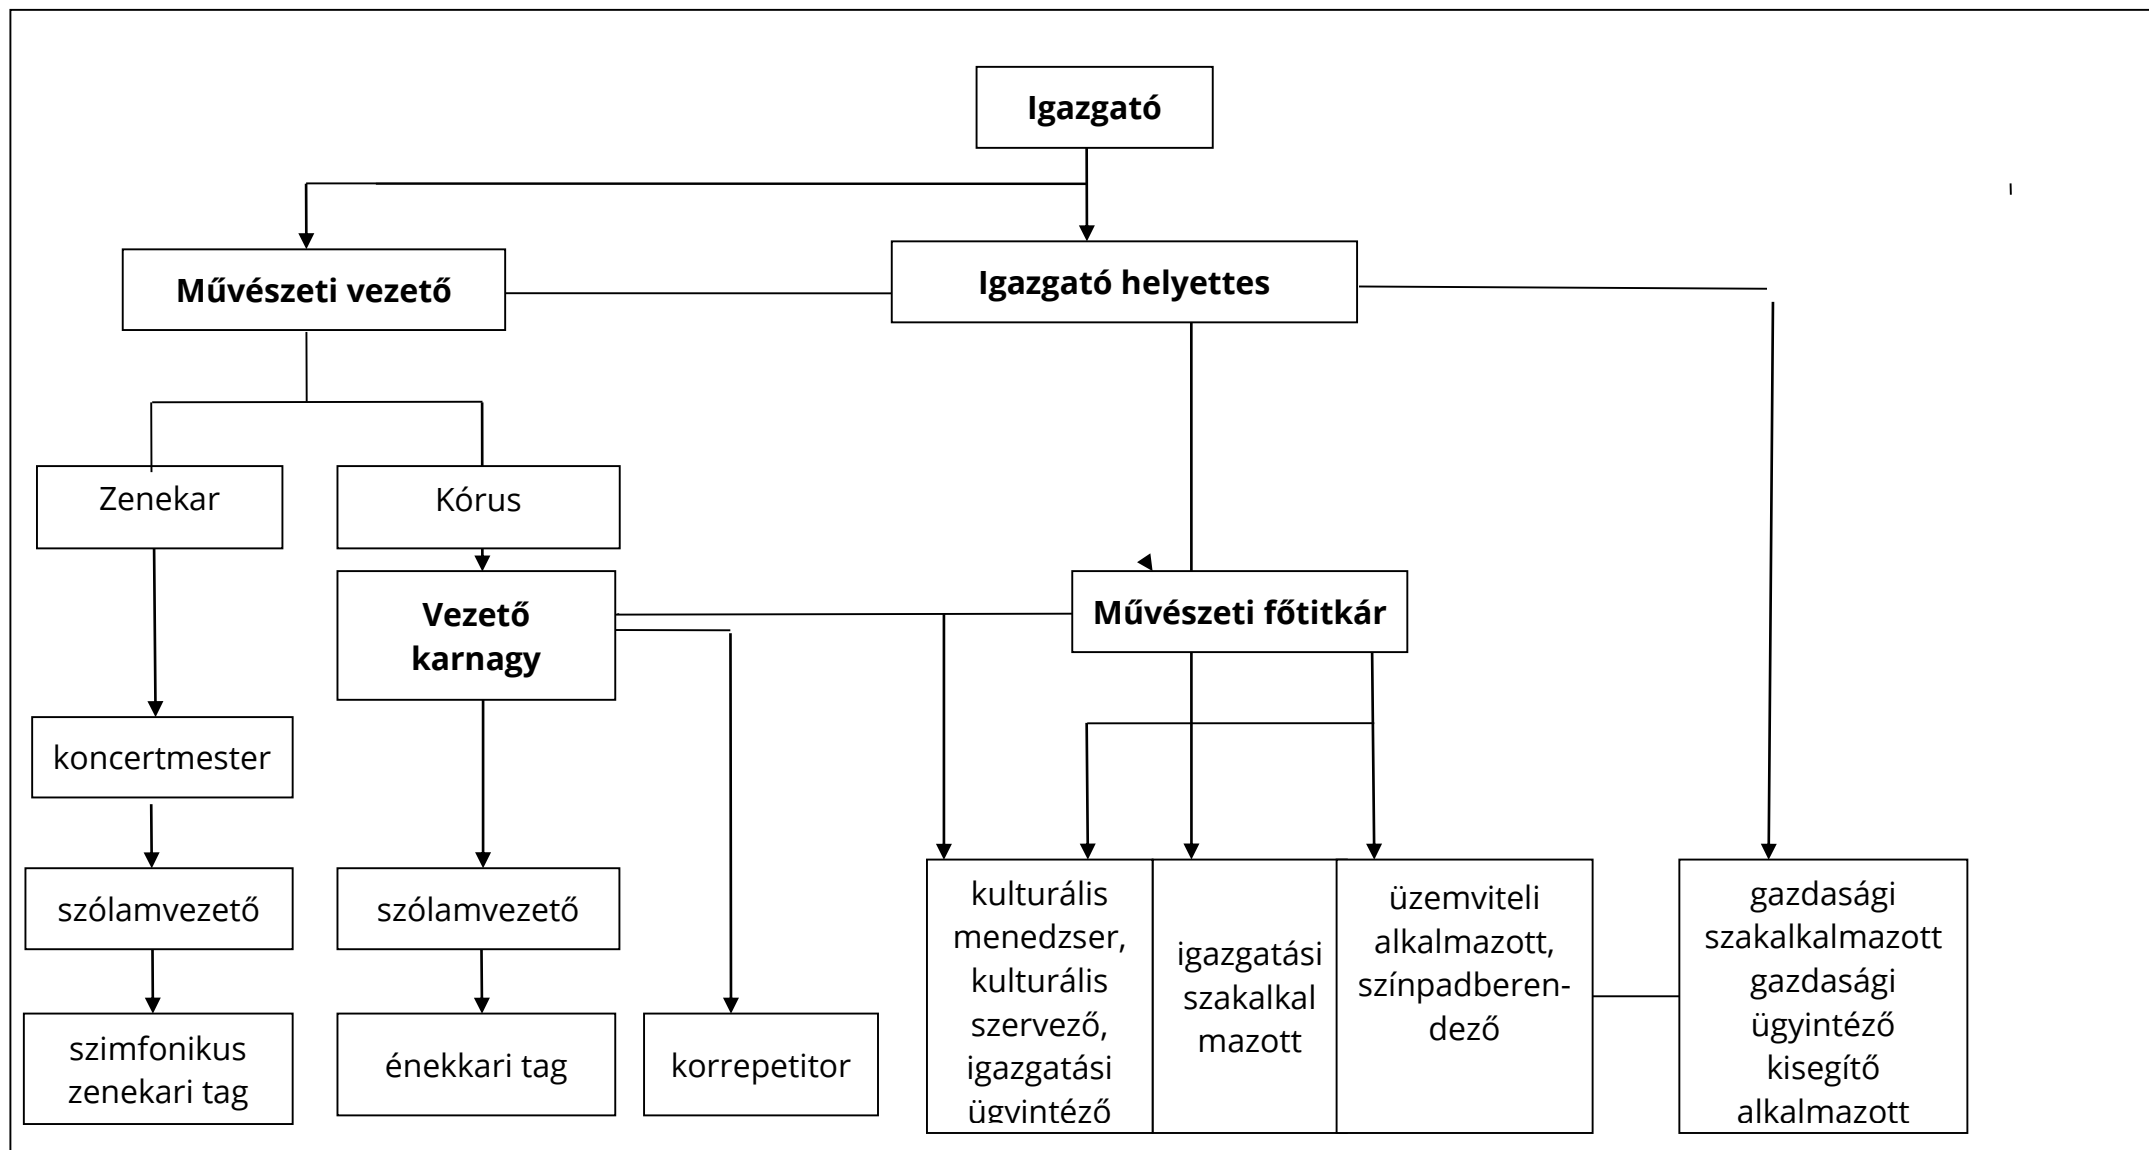 Igazgató
Művészeti vezető
Igazgató helyettes
Zenekar
Kórus
Vezető
karnagy
Művészeti főtitkár
koncertmester
szólamvezető
szólamvezető
szimfonikus
zenekari tag
énekkari tag
korrepetitor
kulturális
menedzser,
kulturális
szervező,
igazgatási
ügyintéző
igazgatási
szakalkal
mazott
üzemviteli
alkalmazott,
színpadberen-
dező
gazdasági
szakalkalmazott
gazdasági
ügyintéző
kisegítő
alkalmazott